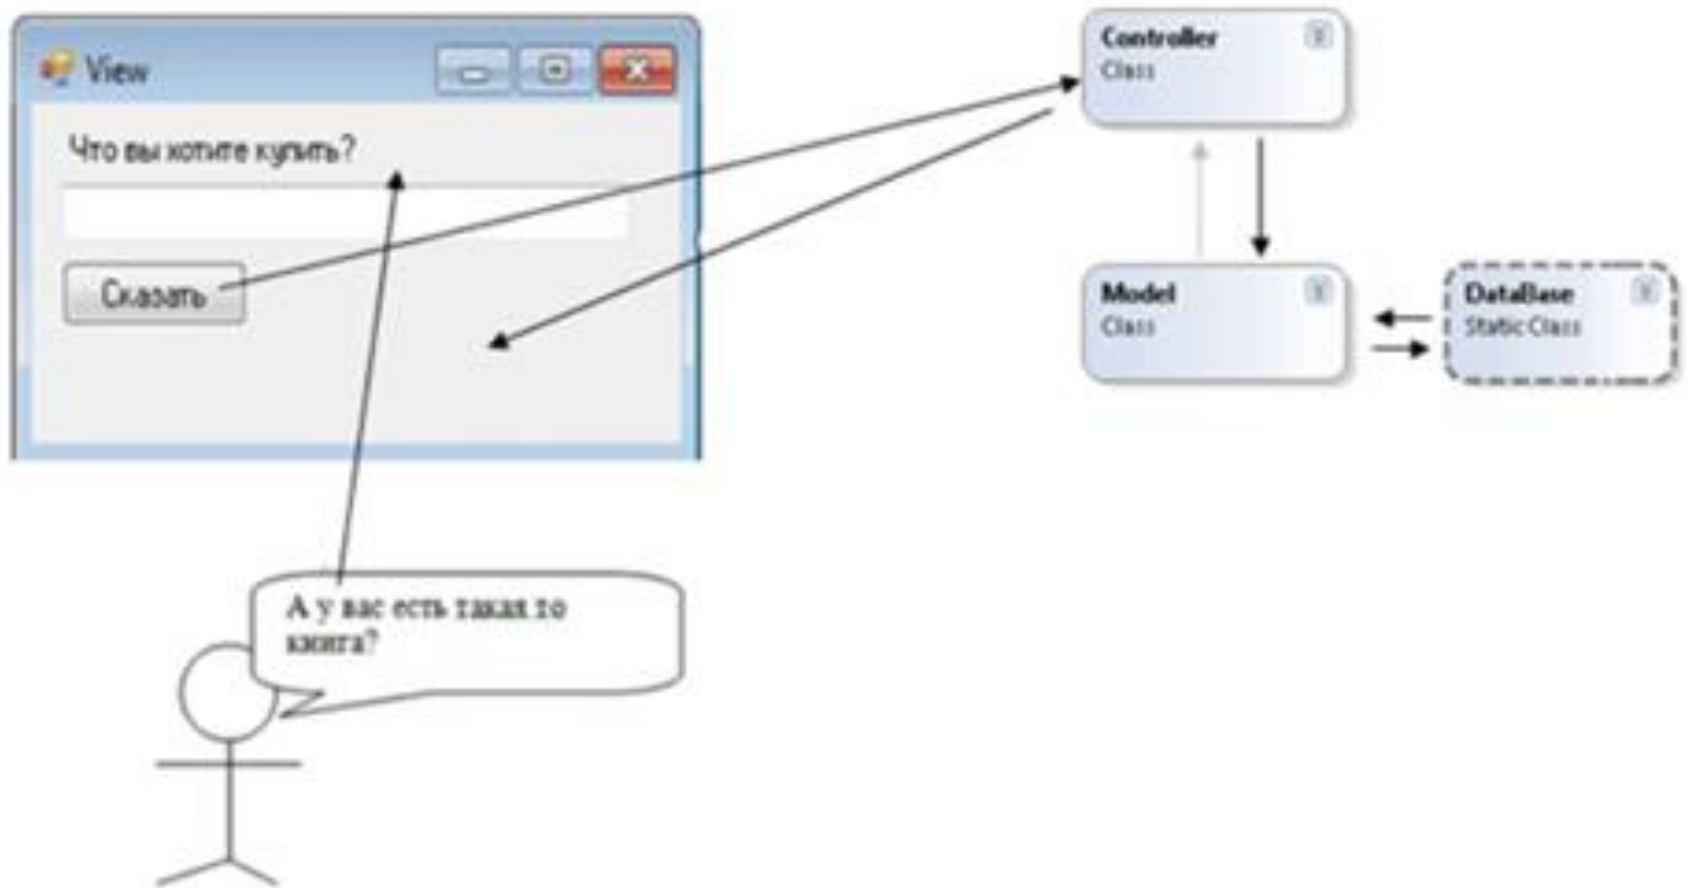 View
Что вы хотите купить?
Сказать
Controller
Class
Model
Class
DataBase
Static Class
А у вас есть такая то
книга?